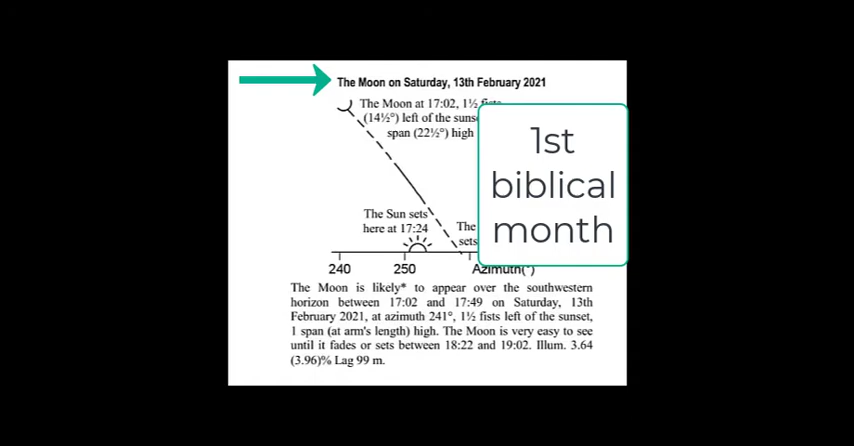 The Moon on Saturday, 13th February 2021
The Moon at 17:02, 1½ fists
(14½°) left of the
span (22½°) high
1st
biblical
month
The Sun sets
here at 17:24
The
sets
240
250
Azimuth(°)
The Moon is likely* to appear over the southwestern
horizon between 17:02 and 17:49 on Saturday, 13th
February 2021, at azimuth 241°, 1½ fists left of the sunset,
1 span (at arm's length) high. The Moon is very easy to see
until it fades or sets between 18:22 and 19:02. Illum. 3.64
(3.96)% Lag 99 m.